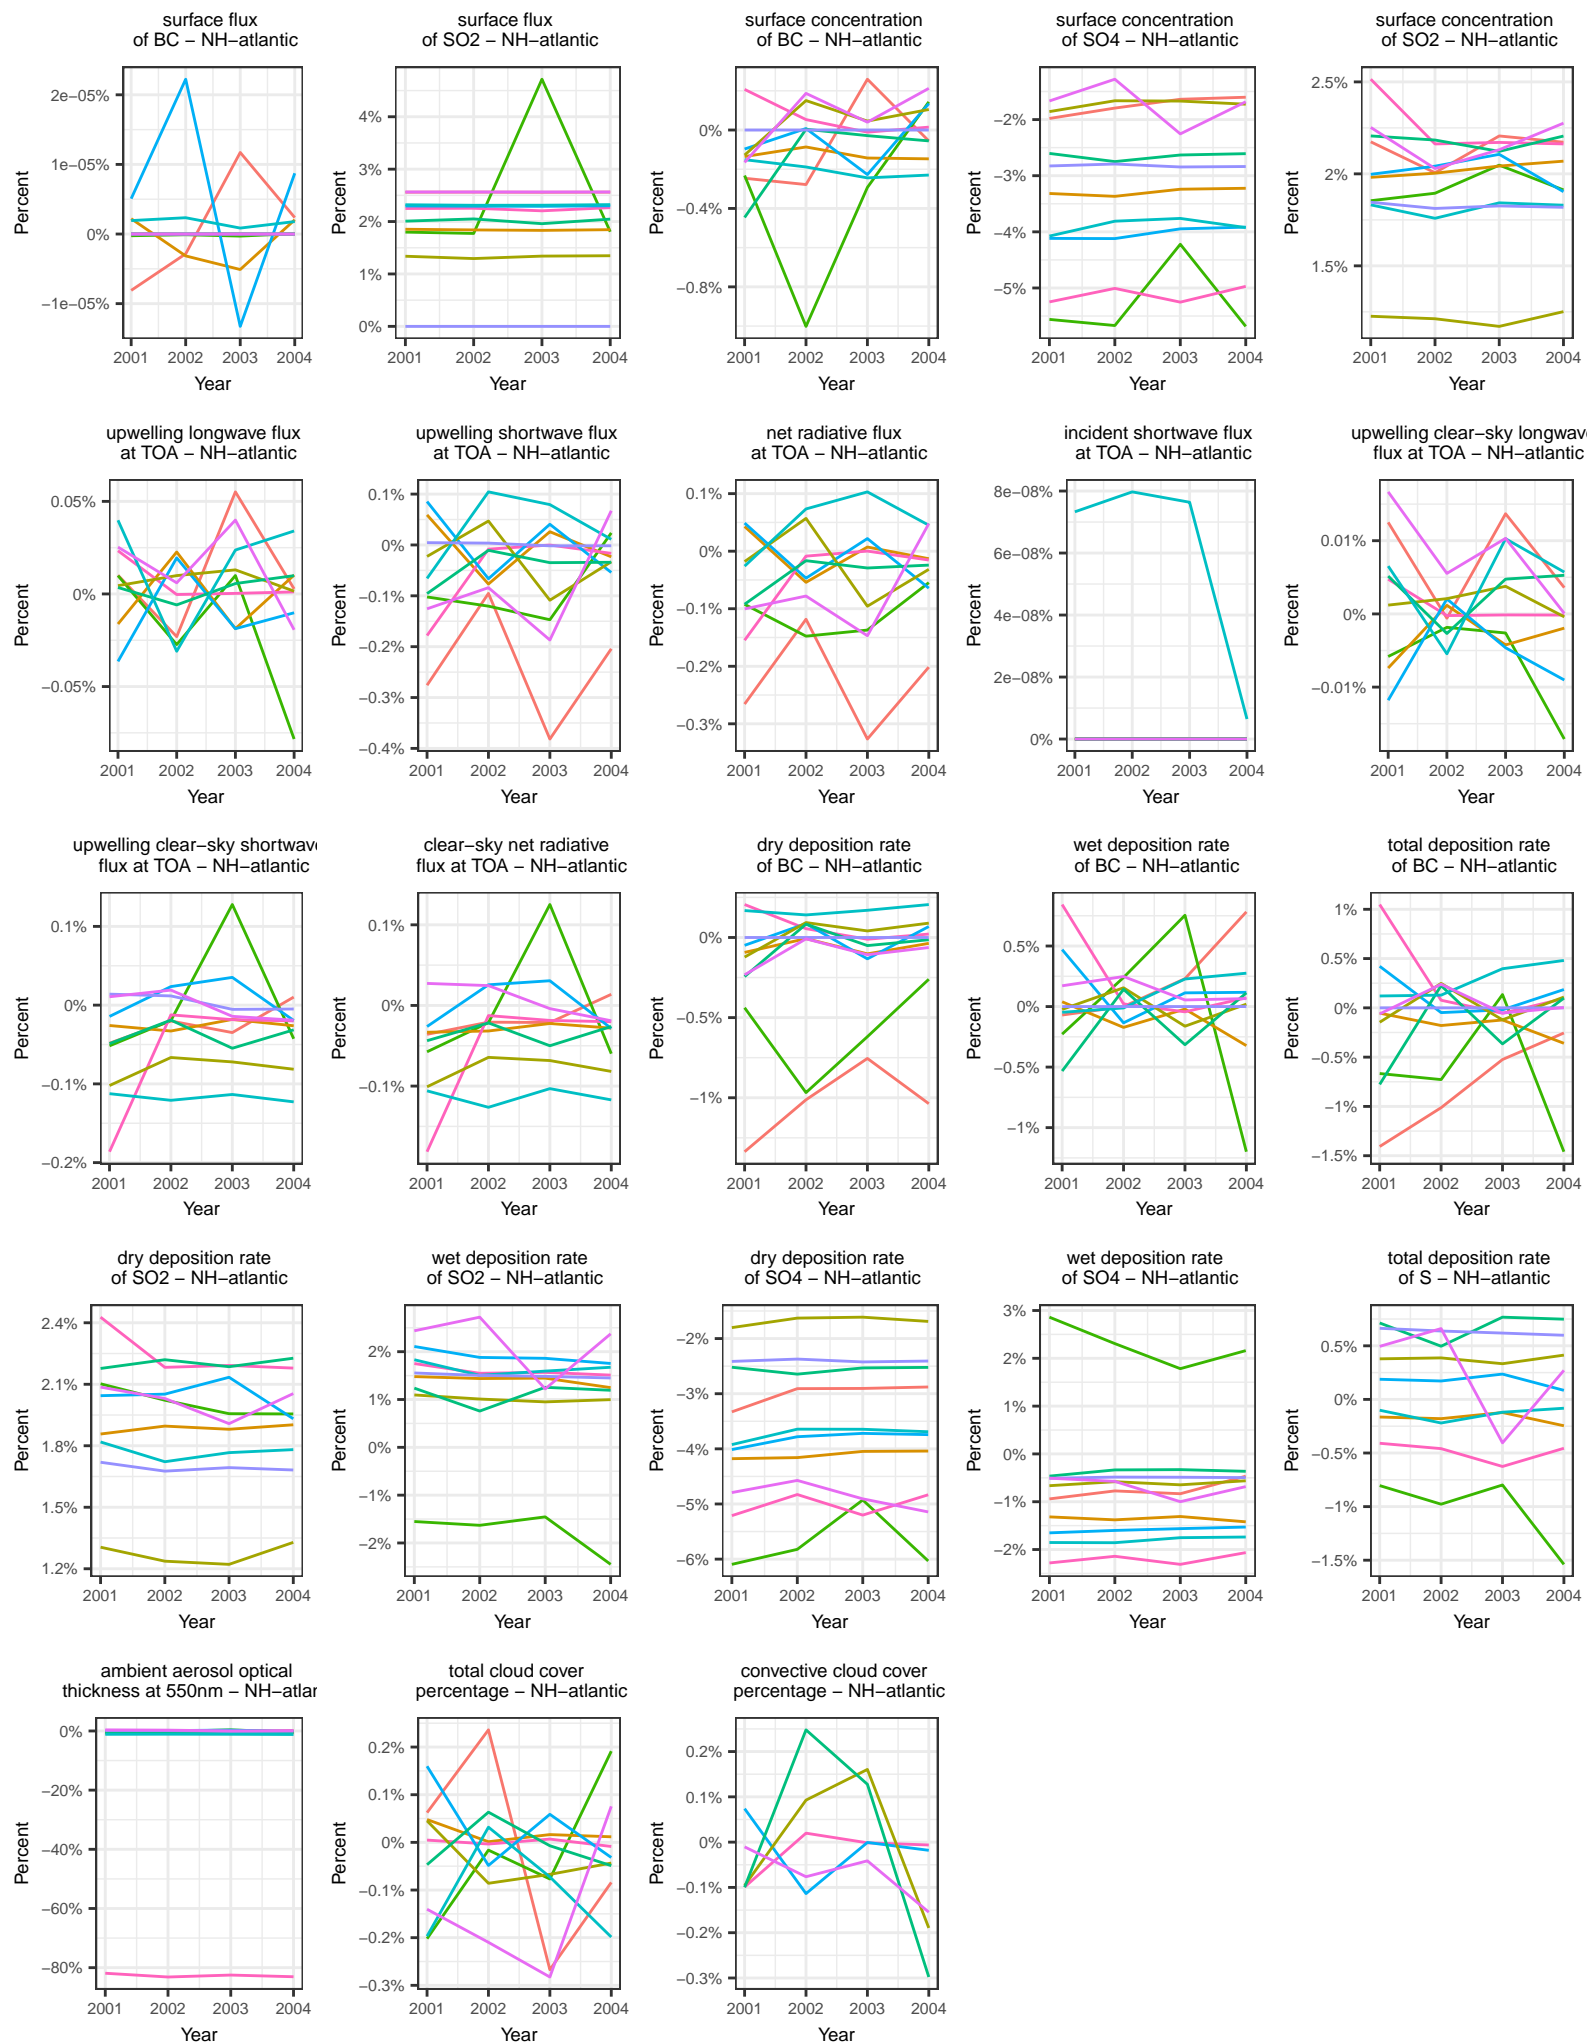 surface flux
of BC − NH−atlantic
2e−05%
1e−05%
0%
−1e−05%
2001 2002 2003 2004
Year
Percent
surface flux
of SO2 − NH−atlantic
4%
3%
2%
1%
0%
2001 2002 2003 2004
Year
Percent
surface concentration
of BC − NH−atlantic
0%
−0.4%
−0.8%
2001 2002 2003 2004
Year
Percent
surface concentration
of SO4 − NH−atlantic
−2%
−3%
−4%
−5%
2001 2002 2003 2004
Year
Percent
surface concentration
of SO2 − NH−atlantic
2.5%
2%
1.5%
2001 2002 2003 2004
Year
Percent
upwelling longwave flux
at TOA − NH−atlantic
0.05%
0%
−0.05%
2001 2002 2003 2004
Year
Percent
upwelling shortwave flux
at TOA − NH−atlantic
0.1%
0%
−0.1%
−0.2%
−0.3%
−0.4%
2001 2002 2003 2004
Year
Percent
net radiative flux
at TOA − NH−atlantic
0.1%
0%
−0.1%
−0.2%
−0.3%
2001 2002 2003 2004
Year
Percent
incident shortwave flux
at TOA − NH−atlantic
8e−08%
6e−08%
4e−08%
2e−08%
0%
2001 2002 2003 2004
Year
Percent
upwelling clear−sky longwave
flux at TOA − NH−atlantic
0.01%
0%
−0.01%
2001 2002 2003 2004
Year
Percent
upwelling clear−sky shortwave
flux at TOA − NH−atlantic
0.1%
0%
−0.1%
−0.2%
2001 2002 2003 2004
Year
Percent
clear−sky net radiative
flux at TOA − NH−atlantic
0.1%
0%
−0.1%
2001 2002 2003 2004
Year
Percent
dry deposition rate
of BC − NH−atlantic
0%
−0.5%
−1%
2001 2002 2003 2004
Year
Percent
wet deposition rate
of BC − NH−atlantic
0.5%
0%
−0.5%
−1%
2001 2002 2003 2004
Year
Percent
total deposition rate
of BC − NH−atlantic
1%
0.5%
0%
−0.5%
−1%
−1.5%
2001 2002 2003 2004
Year
Percent
dry deposition rate
of SO2 − NH−atlantic
2.4%
2.1%
1.8%
1.5%
1.2%
2001 2002 2003 2004
Year
Percent
wet deposition rate
of SO2 − NH−atlantic
2%
1%
0%
−1%
−2%
2001 2002 2003 2004
Year
Percent
dry deposition rate
of SO4 − NH−atlantic
−2%
−3%
−4%
−5%
−6%
2001 2002 2003 2004
Year
Percent
wet deposition rate
of SO4 − NH−atlantic
3%
2%
1%
0%
−1%
−2%
2001 2002 2003 2004
Year
Percent
total deposition rate
of S − NH−atlantic
0.5%
0%
−0.5%
−1%
−1.5%
2001 2002 2003 2004
Year
Percent
ambient aerosol optical
thickness at 550nm − NH−atlar
0%
−20%
−40%
−60%
−80%
2001 2002 2003 2004
Year
Percent
total cloud cover
percentage − NH−atlantic
0.2%
0.1%
0%
−0.1%
−0.2%
−0.3%
2001 2002 2003 2004
Year
Percent
convective cloud cover
percentage − NH−atlantic
0.2%
0.1%
0%
−0.1%
−0.2%
−0.3%
2001 2002 2003 2004
Year
Percent